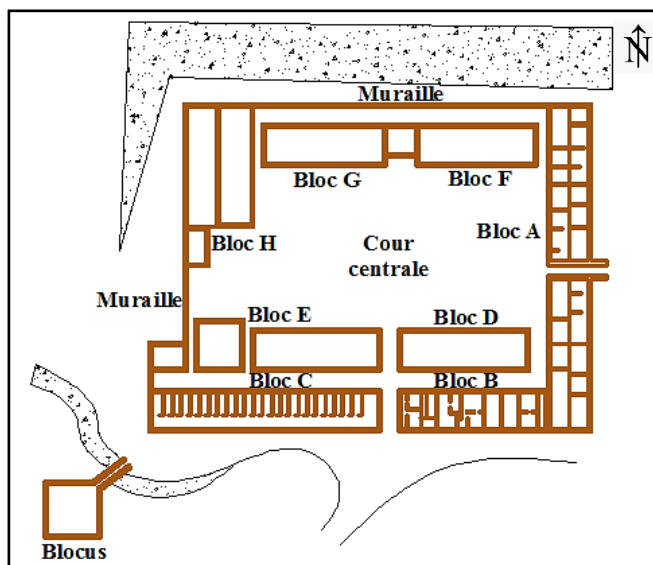 N
Muraille
Bloc G
Bloc F
Bloc A
Bloc H
Cour
centrale
Muraille
Bloc E
Bloc D
Bloc C
Bloc B
Blocus